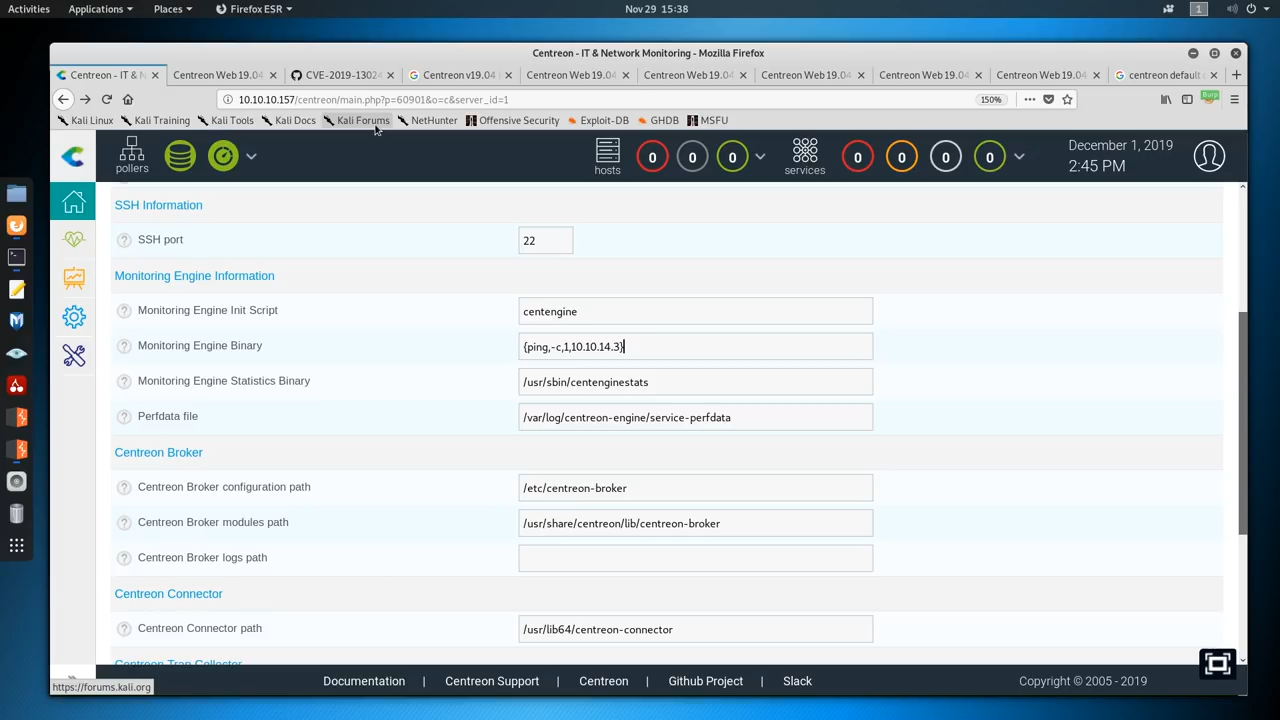 Activities Applications Places Firefox ESR Nov 29 15:38 1
Centreon - IT & Network Monitoring - Mozilla Firefox
Centreon - IT & N Centreon Web 19.04 CVE-2019-13024 Centreon v19.04 Centreon Web 19.04 Centreon Web 19.04 Centreon Web 19.04 Centreon Web 19.04 Centreon Web 19.04 centreon default c
10.10.10.157/centreon/main.php?p=60901&o=c&server_id=1 150% Burp
Kali Linux Kali Training Kali Tools Kali Docs Kali Forums NetHunter Offensive Security Exploit-DB GHDB MSFU
pollers hosts 0 0 0 services 0 0 0 0 December 1, 2019
2:45 PM
SSH Information
SSH port 22
Monitoring Engine Information
Monitoring Engine Init Script centengine
Monitoring Engine Binary {ping,-c,1,10.10.14.3}
Monitoring Engine Statistics Binary /usr/sbin/centenginestats
Perfdata file /var/log/centreon-engine/service-perfdata
Centreon Broker
Centreon Broker configuration path /etc/centreon-broker
Centreon Broker modules path /usr/share/centreon/lib/centreon-broker
Centreon Broker logs path
Centreon Connector
Centreon Connector path /usr/lib64/centreon-connector
Centreon Trap Collector
Documentation | Centreon Support | Centreon | Github Project | Slack Copyright © 2005 - 2019
https://forums.kali.org